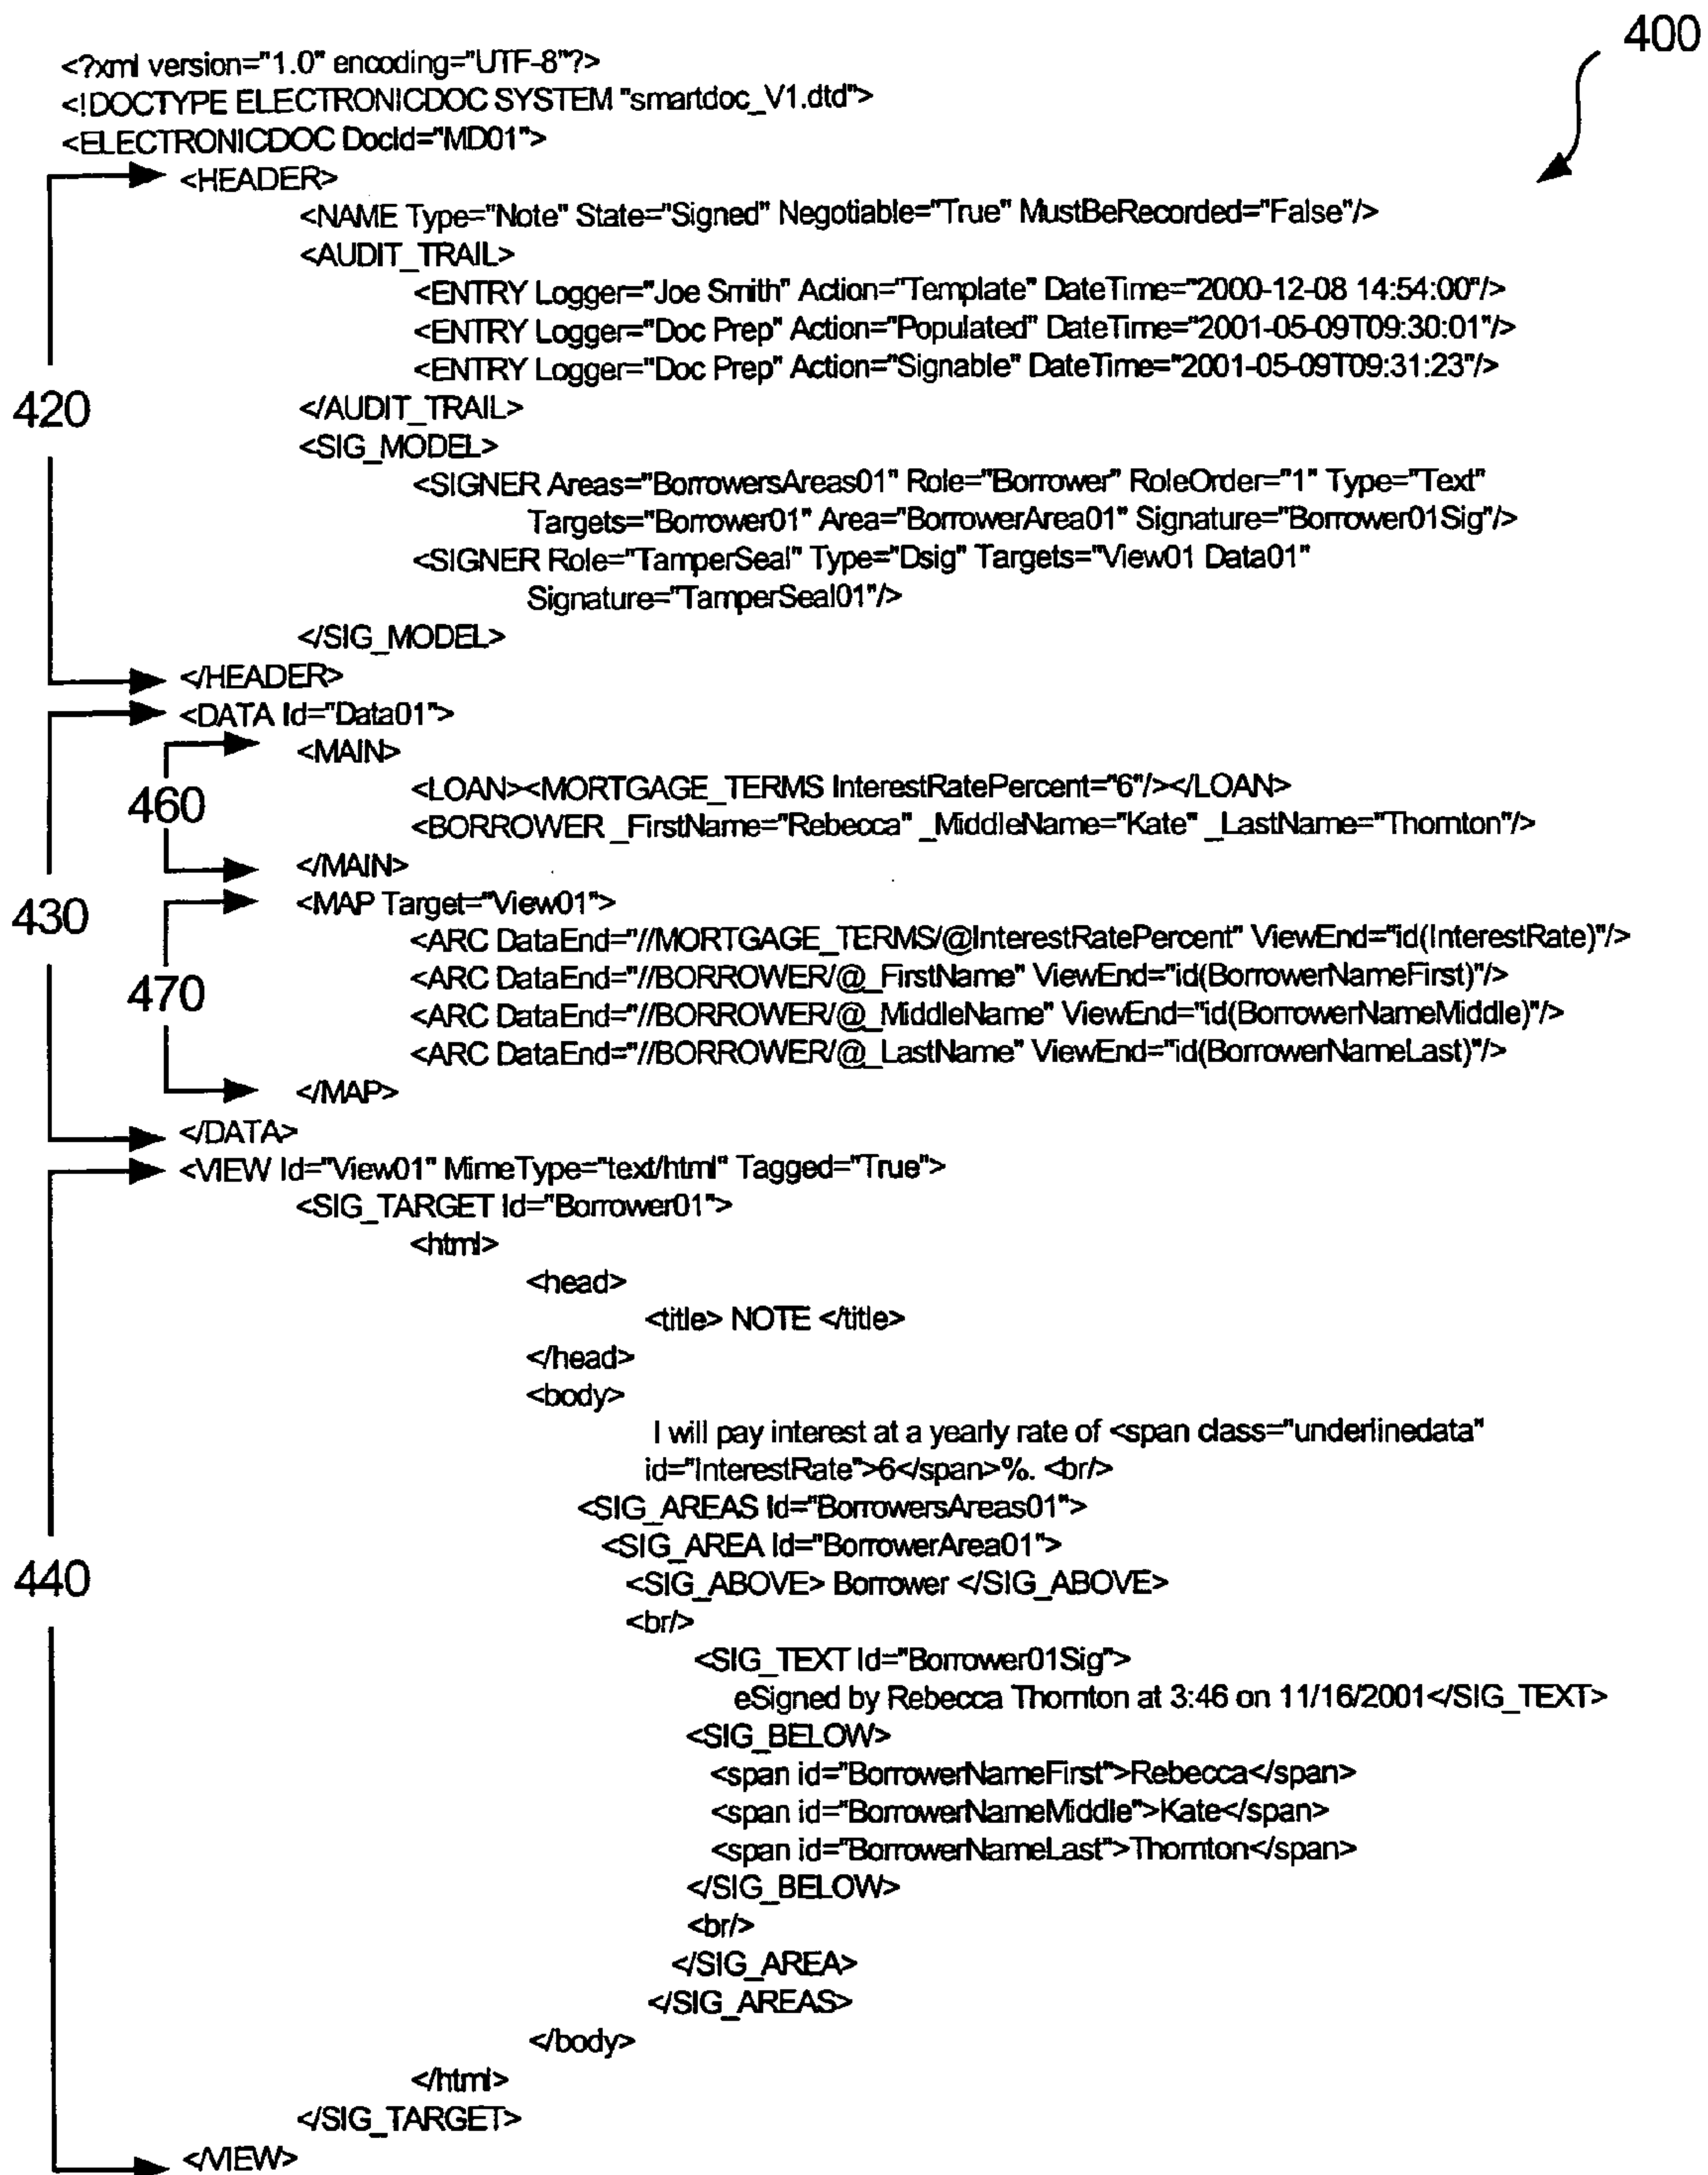 400
<?xml version="1.0" encoding="UTF-8"?>
<!DOCTYPE ELECTRONICDOC SYSTEM "smartdoc_V1.dtd">
<ELECTRONICDOC DocId="MD01">
<HEADER>
<NAME Type="Note" State="Signed" Negotiable="True" MustBeRecorded="False"/>
<AUDIT_TRAIL>
<ENTRY Logger="Joe Smith" Action="Template" DateTime="2000-12-08 14:54:00"/>
<ENTRY Logger="Doc Prep" Action="Populated" DateTime="2001-05-09T09:30:01"/>
<ENTRY Logger="Doc Prep" Action="Signable" DateTime="2001-05-09T09:31:23"/>
420
</AUDIT_TRAIL>
<SIG_MODEL>
<SIGNER Areas="BorrowersAreas01" Role="Borrower" RoleOrder="1" Type="Text"
Targets="Borrower01" Area="BorrowerArea01" Signature="Borrower01Sig"/>
<SIGNER Role="TamperSeal" Type="Dsig" Targets="View01 Data01"
Signature="TamperSeal01"/>
</SIG_MODEL>
</HEADER>
<DATA Id="Data01">
<MAIN>
<LOAN><MORTGAGE_TERMS InterestRatePercent="6"/></LOAN>
460
<BORROWER _FirstName="Rebecca" _MiddleName="Kate" _LastName="Thornton"/>
</MAIN>
<MAP Target="View01">
430
<ARC DataEnd="//MORTGAGE_TERMS/@InterestRatePercent" ViewEnd="id(InterestRate)"/>
<ARC DataEnd="//BORROWER/@_FirstName" ViewEnd="id(BorrowerNameFirst)"/>
470
<ARC DataEnd="//BORROWER/@_MiddleName" ViewEnd="id(BorrowerNameMiddle)"/>
<ARC DataEnd="//BORROWER/@_LastName" ViewEnd="id(BorrowerNameLast)"/>
</MAP>
</DATA>
<VIEW Id="View01" MimeType="text/html" Tagged="True">
<SIG_TARGET Id="Borrower01">
<html>
<head>
<title> NOTE </title>
</head>
<body>
I will pay interest at a yearly rate of <span class="underlinedata"
id="InterestRate">6</span>%. <br/>
<SIG_AREAS Id="BorrowersAreas01">
<SIG_AREA Id="BorrowerArea01">
440
<SIG_ABOVE> Borrower </SIG_ABOVE>
<br/>
<SIG_TEXT Id="Borrower01Sig">
eSigned by Rebecca Thornton at 3:46 on 11/16/2001</SIG_TEXT>
<SIG_BELOW>
<span id="BorrowerNameFirst">Rebecca</span>
<span id="BorrowerNameMiddle">Kate</span>
<span id="BorrowerNameLast">Thornton</span>
</SIG_BELOW>
<br/>
</SIG_AREA>
</SIG_AREAS>
</body>
</html>
</SIG_TARGET>
</VIEW>